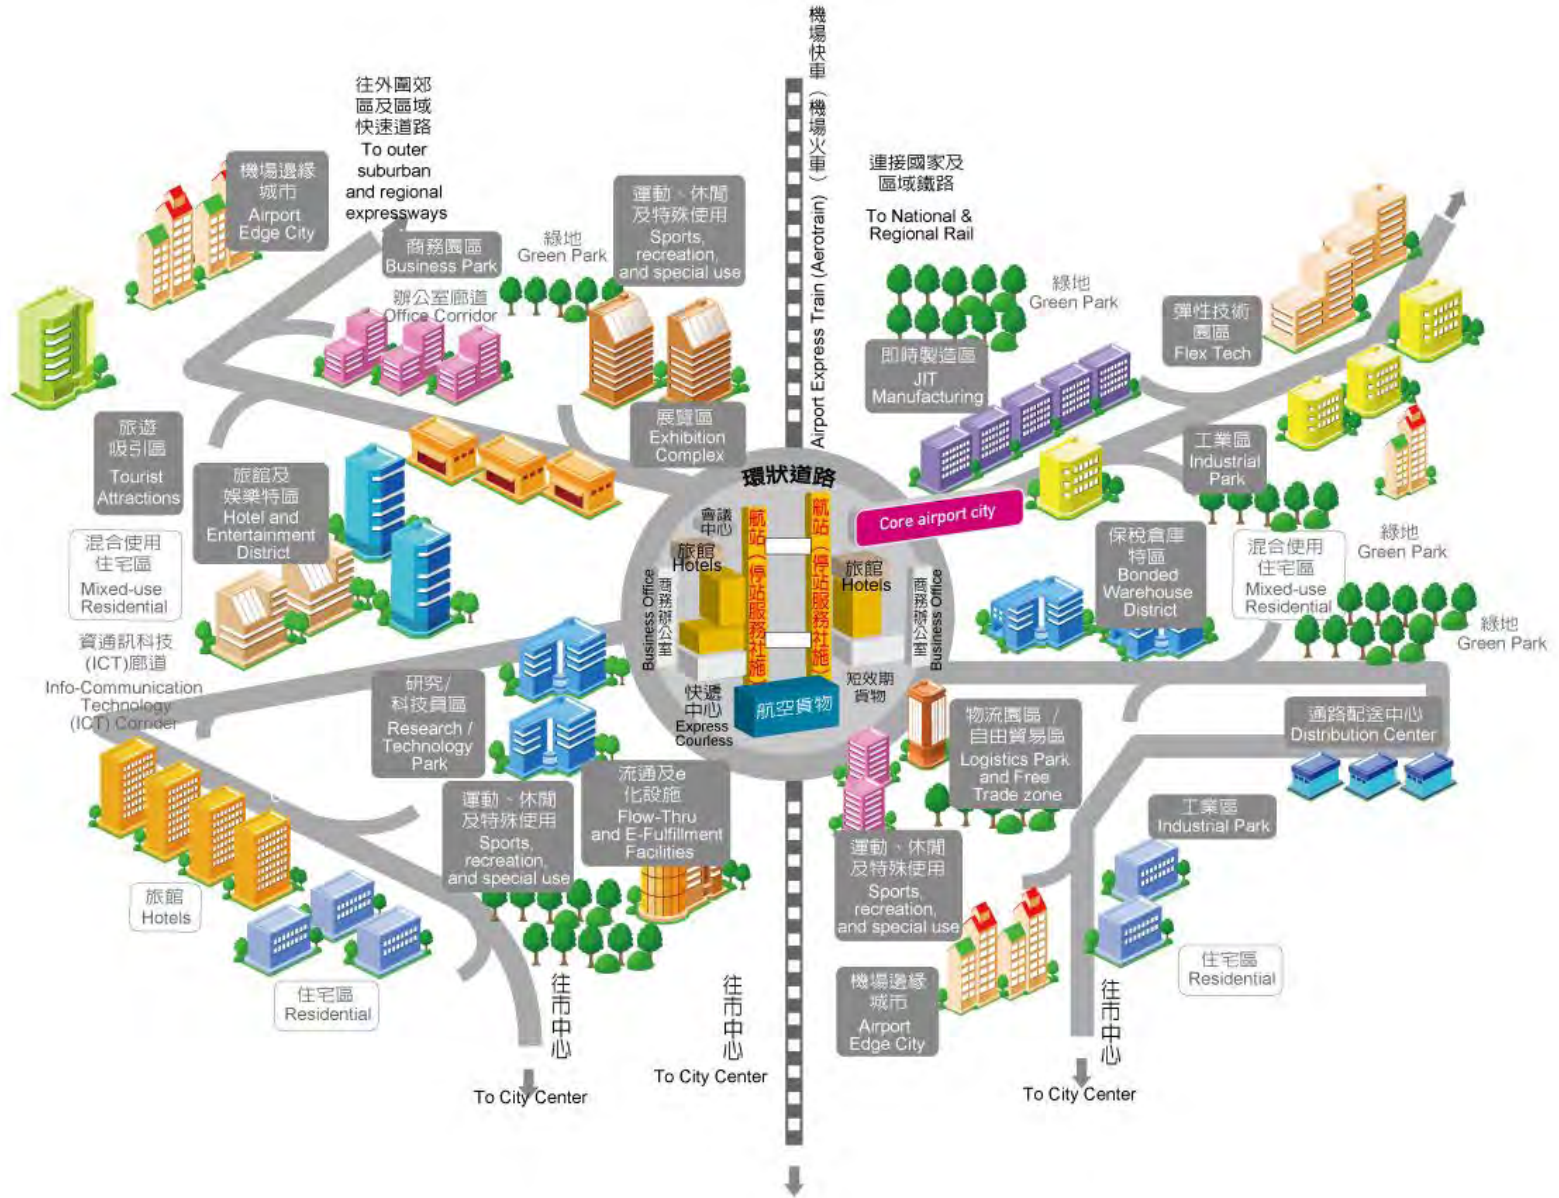 機場快車（機場火車）
Airport Express Train (Aerotrain)
往外圍郊
區及區域
快速道路
To outer
suburban
and regional
expressways
機場邊緣
城市
Airport
Edge City
商務園區
Business Park
辦公室廊道
Office Corridor
綠地
Green Park
運動、休閒
及特殊使用
Sports,
recreation,
and special use
連接國家及
區域鐵路
To National &
Regional Rail
綠地
Green Park
即時製造區
JIT
Manufacturing
彈性技術
園區
Flex Tech
旅遊
吸引區
Tourist
Attractions
旅館及
娛樂特區
Hotel and
Entertainment
District
展覽區
Exhibition
Complex
工業區
Industrial
Park
環狀道路
Core airport city
會議
中心
旅館
Hotels
航站（停站服務社施）
航站（停站服務社施）
旅館
Hotels
Business Office
商務辦公室
商務辦公室
Business Office
快遞
中心
Express
Courless
航空貨物
短效期
貨物
混合使用
住宅區
Mixed-use
Residential
資通訊科技
(ICT)廊道
Info-Communication
Technology
(ICT) Corrider
保稅倉庫
特區
Bonded
Warehouse
District
混合使用
住宅區
Mixed-use
Residential
綠地
Green Park
綠地
Green Park
研究/
科技員區
Research /
Technology
Park
物流園區 /
自由貿易區
Logistics Park
and Free
Trade zone
通路配送中心
Distribution Center
運動、休閒
及特殊使用
Sports,
recreation,
and special use
流通及e
化設施
Flow-Thru
and E-Fulfillment
Facilities
工業區
Industrial Park
運動、休閒
及特殊使用
Sports,
recreation,
and special use
旅館
Hotels
住宅區
Residential
住宅區
Residential
機場邊緣
城市
Airport
Edge City
往市中心
To City Center
往市中心
To City Center
往市中心
To City Center